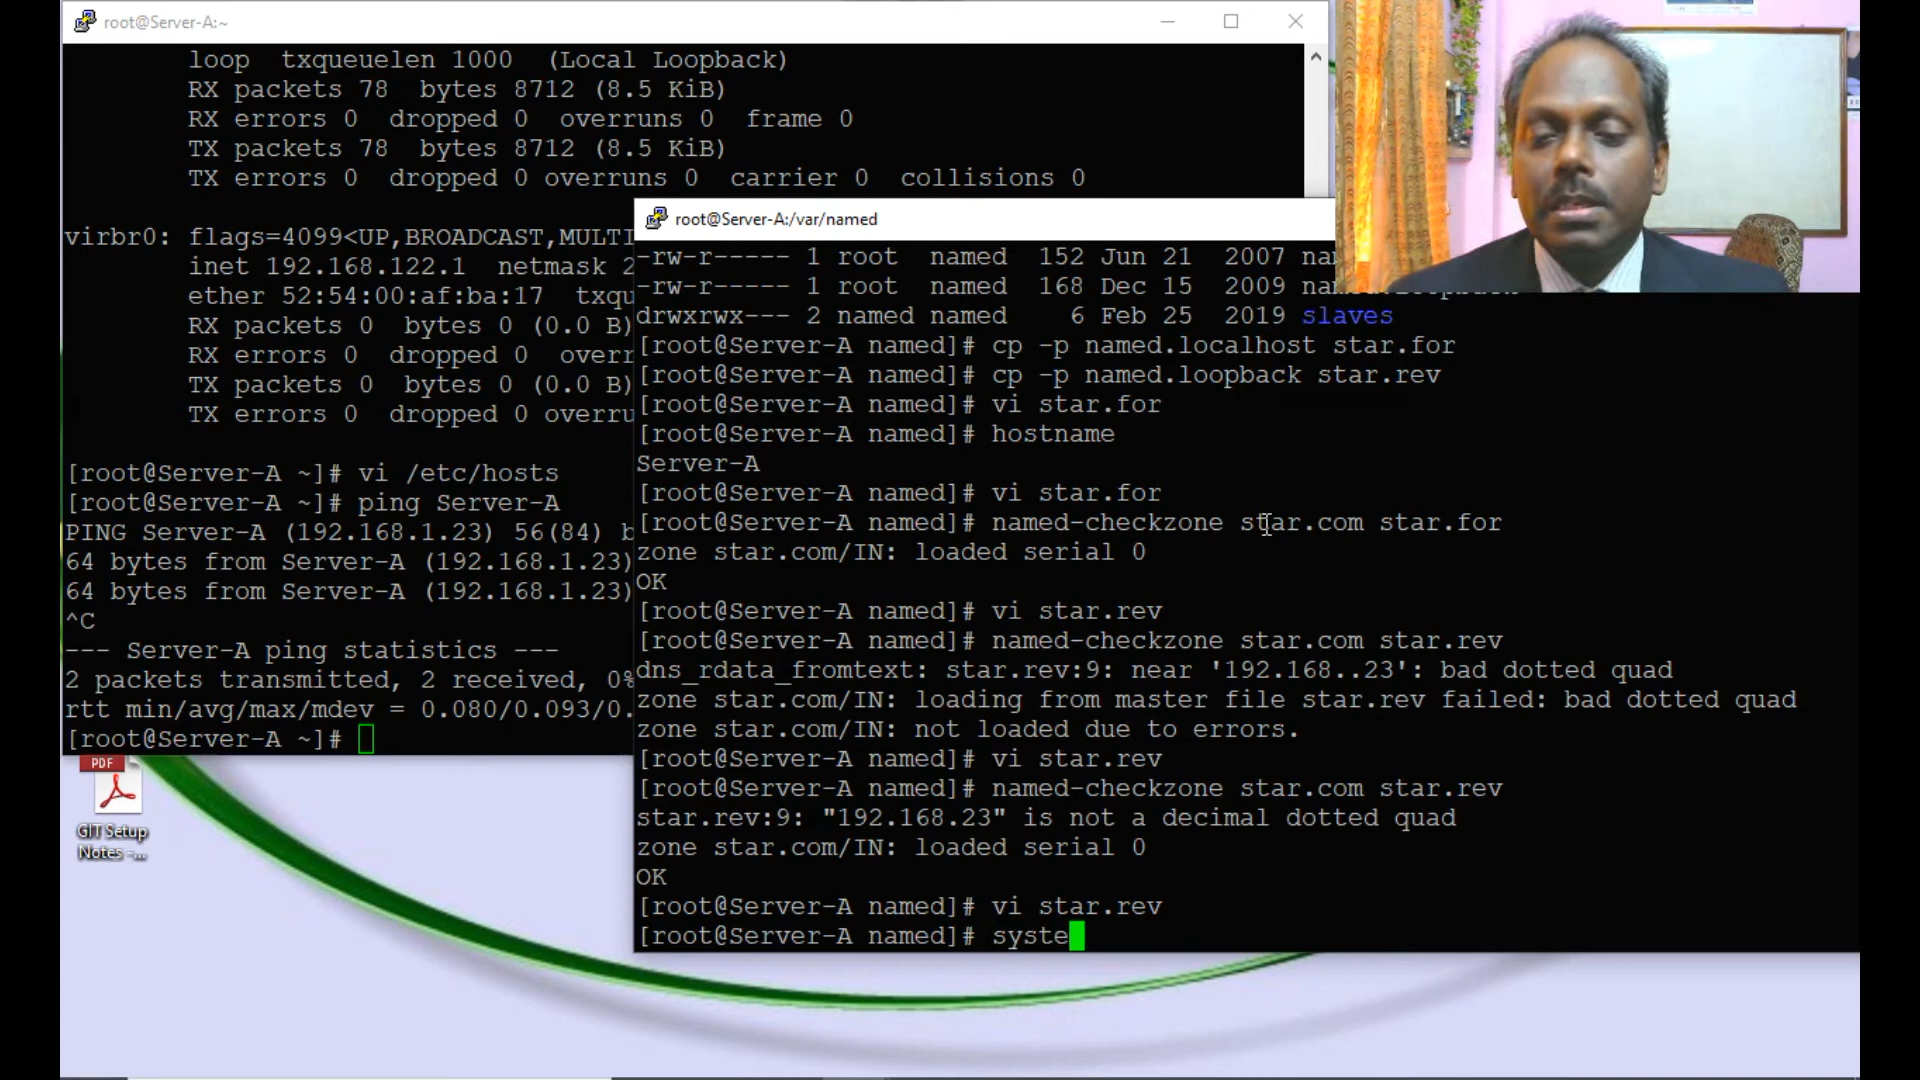 root@Server-A:~
loop txqueuelen 1000 (Local Loopback)
RX packets 78 bytes 8712 (8.5 KiB)
RX errors 0 dropped 0 overruns 0 frame 0
TX packets 78 bytes 8712 (8.5 KiB)
TX errors 0 dropped 0 overruns 0 carrier 0 collisions 0
virbr0: flags=4099<UP,BROADCAST,MULTI
inet 192.168.122.1 netmask 2
ether 52:54:00:af:ba:17 txqu
RX packets 0 bytes 0 (0.0 B)
RX errors 0 dropped 0 overr
TX packets 0 bytes 0 (0.0 B)
TX errors 0 dropped 0 overru
[root@Server-A ~]# vi /etc/hosts
[root@Server-A ~]# ping Server-A
PING Server-A (192.168.1.23) 56(84) b
64 bytes from Server-A (192.168.1.23)
64 bytes from Server-A (192.168.1.23)
^C
--- Server-A ping statistics ---
2 packets transmitted, 2 received, 0%
rtt min/avg/max/mdev = 0.080/0.093/0.
[root@Server-A ~]#
root@Server-A:/var/named
-rw-r----- 1 root named 152 Jun 21 2007 nam
-rw-r----- 1 root named 168 Dec 15 2009
drwxrwx--- 2 named named 6 Feb 25 2019 slaves
[root@Server-A named]# cp -p named.localhost star.for
[root@Server-A named]# cp -p named.loopback star.rev
[root@Server-A named]# vi star.for
[root@Server-A named]# hostname
Server-A
[root@Server-A named]# vi star.for
[root@Server-A named]# named-checkzone star.com star.for
zone star.com/IN: loaded serial 0
OK
[root@Server-A named]# vi star.rev
[root@Server-A named]# named-checkzone star.com star.rev
dns_rdata_fromtext: star.rev:9: near '192.168..23': bad dotted quad
zone star.com/IN: loading from master file star.rev failed: bad dotted quad
zone star.com/IN: not loaded due to errors.
[root@Server-A named]# vi star.rev
[root@Server-A named]# named-checkzone star.com star.rev
star.rev:9: "192.168.23" is not a decimal dotted quad
zone star.com/IN: loaded serial 0
OK
[root@Server-A named]# vi star.rev
[root@Server-A named]# syste
PDF
GIT Setup
Notes -...